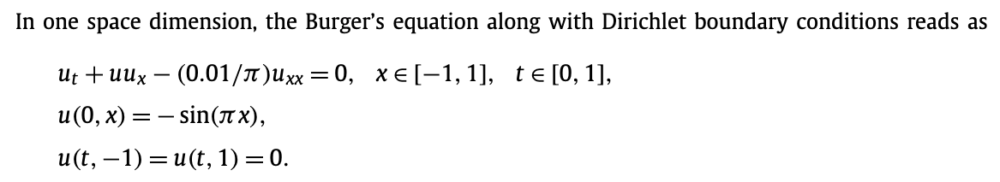 In one space dimension, the Burger’s equation along with Dirichlet boundary conditions reads as
u_t + uu_x − (0.01/π)u_xx = 0, x ∈ [−1, 1], t ∈ [0, 1],
u(0, x) = − sin(πx),
u(t, −1) = u(t, 1) = 0.